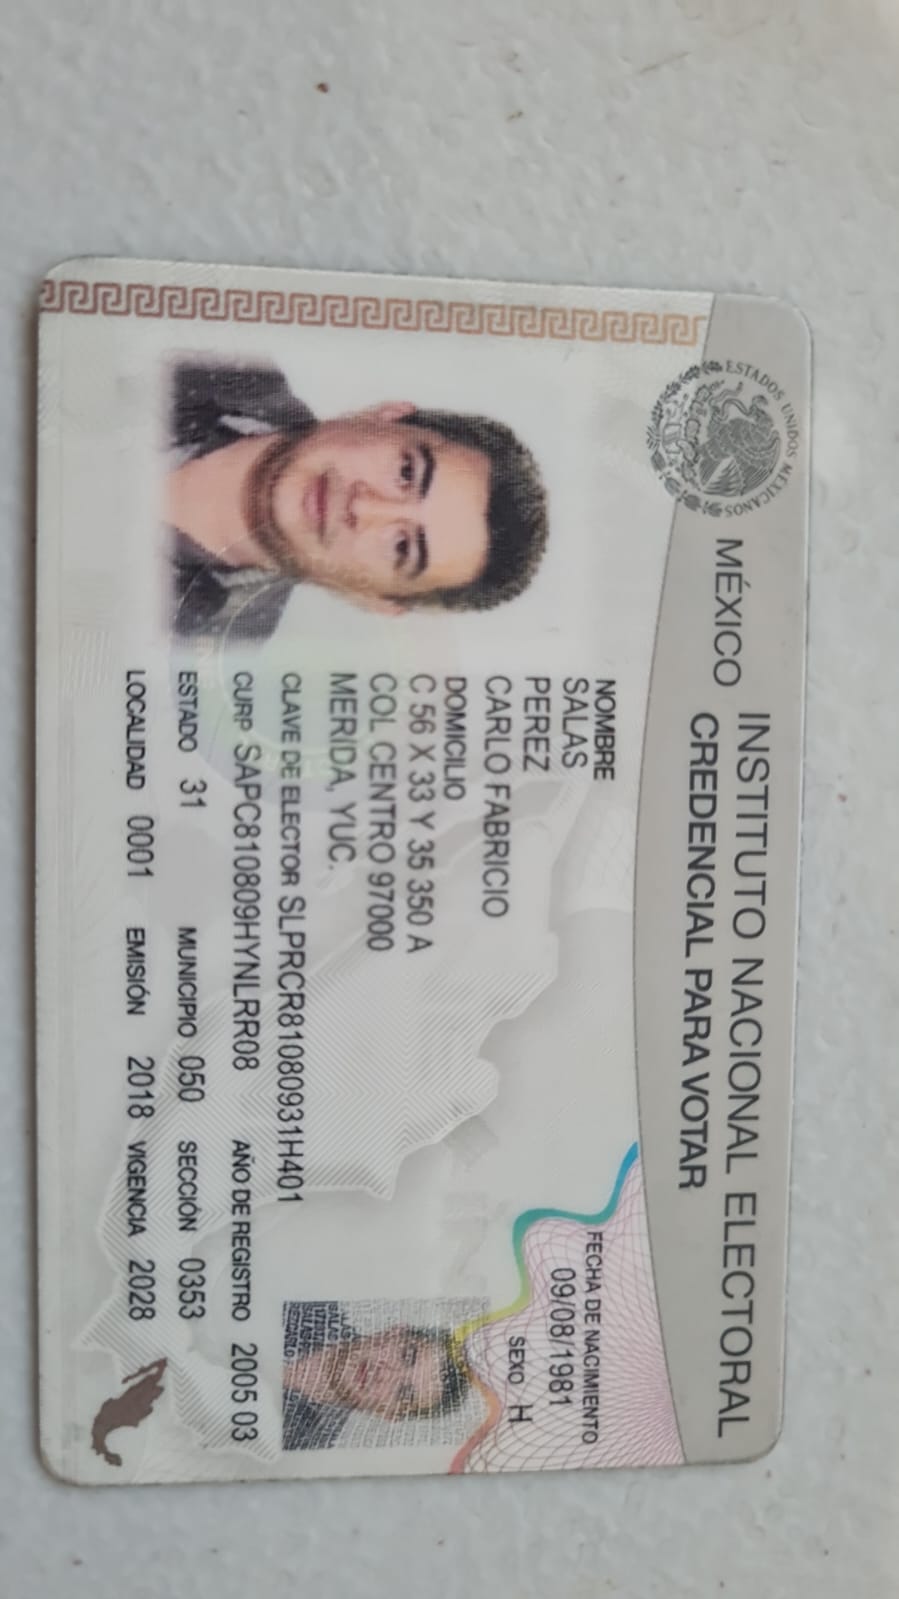 ESTADOS UNIDOS MEXICANOS
MÉXICO
INSTITUTO NACIONAL ELECTORAL
CREDENCIAL PARA VOTAR
NOMBRE
SALAS
PEREZ
CARLO FABRICIO
DOMICILIO
C 56 X 33 Y 35 350 A
COL CENTRO 97000
MERIDA, YUC.
FECHA DE NACIMIENTO
09/08/1981
SEXO H
CLAVE DE ELECTOR SLPRCR81080931H401
CURP SAPC810809HYNLRR08 AÑO DE REGISTRO 2005 03
ESTADO 31 MUNICIPIO 050 SECCIÓN 0353
LOCALIDAD 0001 EMISIÓN 2018 VIGENCIA 2028